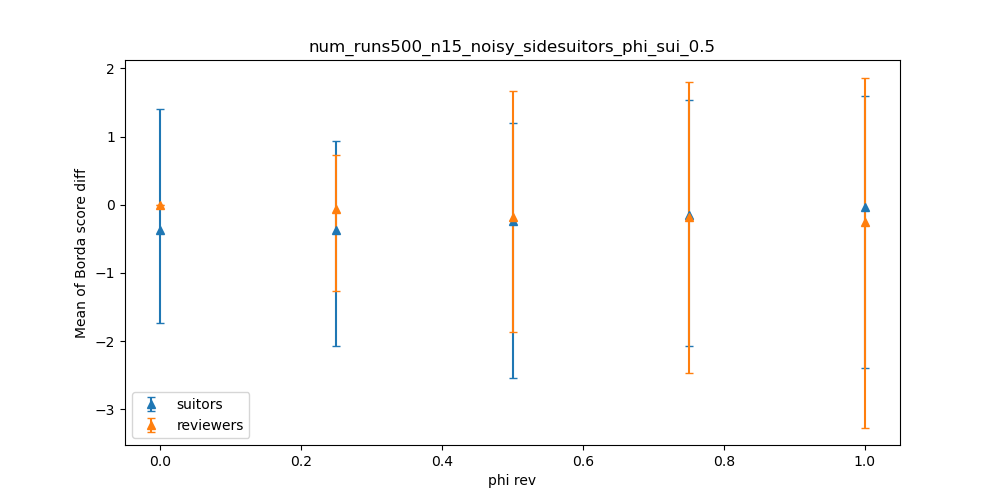 num_runs500_n15_noisy_sidesuitors_phi_sui_0.5
Mean of Borda score diff
2
1
0
−1
−2
−3
suitors
reviewers
0.0 0.2 0.4 0.6 0.8 1.0
phi rev